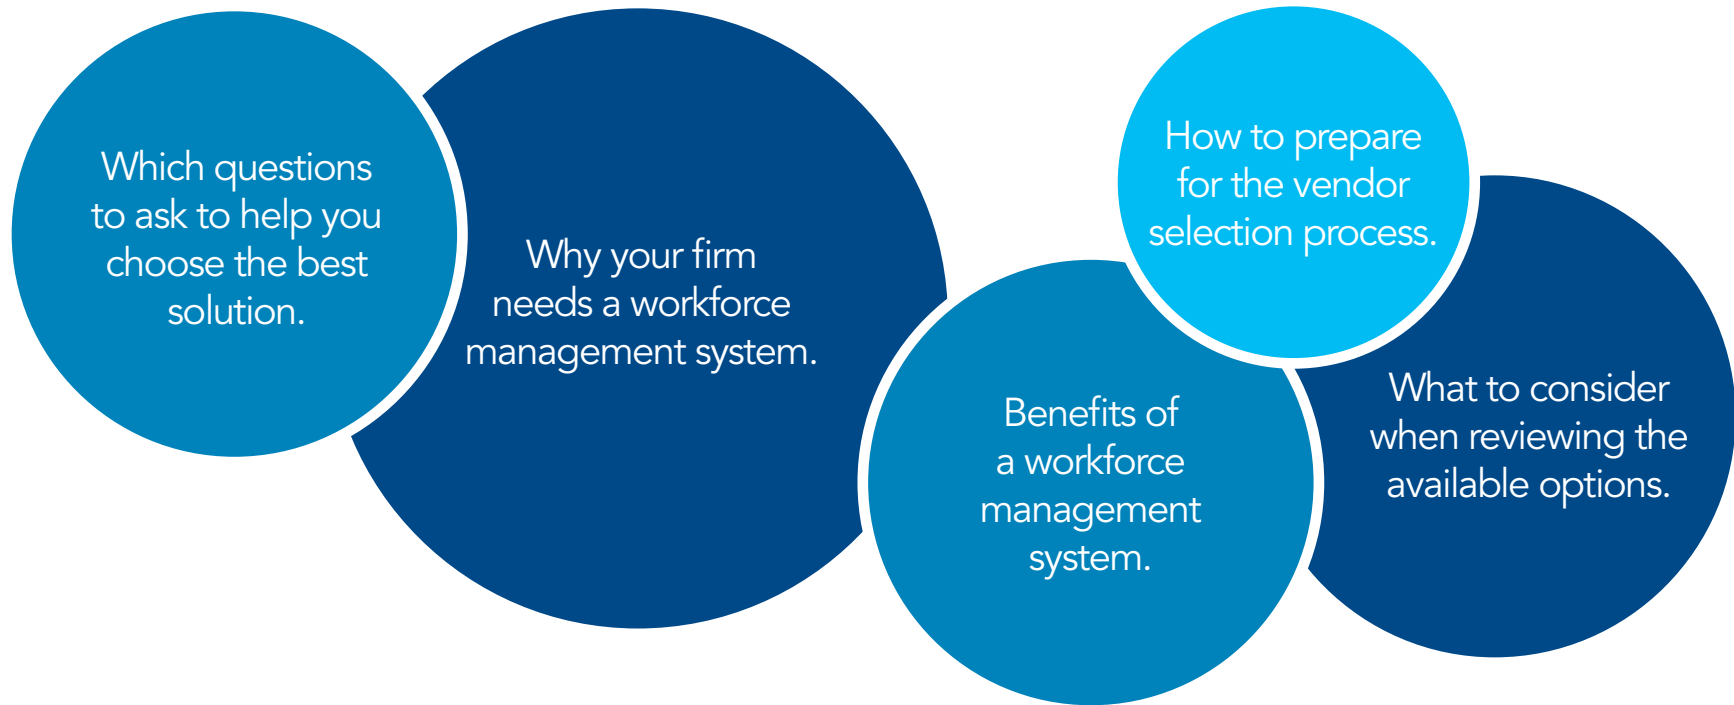 Which questions
to ask to help you
choose the best
solution.
Why your firm
needs a workforce
management system.
Benefits of
a workforce
management
system.
How to prepare
for the vendor
selection process.
What to consider
when reviewing the
available options.